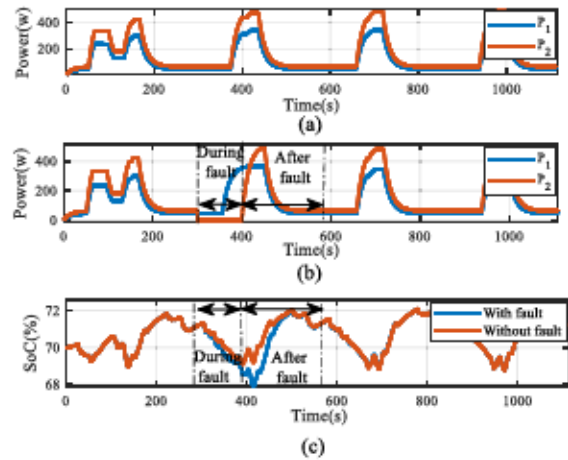 Power(w)
400
200
0
P1
P2
0 200 400 600 800 1000
Time(s)
(a)
Power(w)
400
200
0
During
fault
After
fault
P1
P2
0 200 400 600 800 1000
Time(s)
(b)
SoC(%)
72
70
68
During
fault
After
fault
With fault
Without fault
0 200 400 600 800 1000
Time(s)
(c)